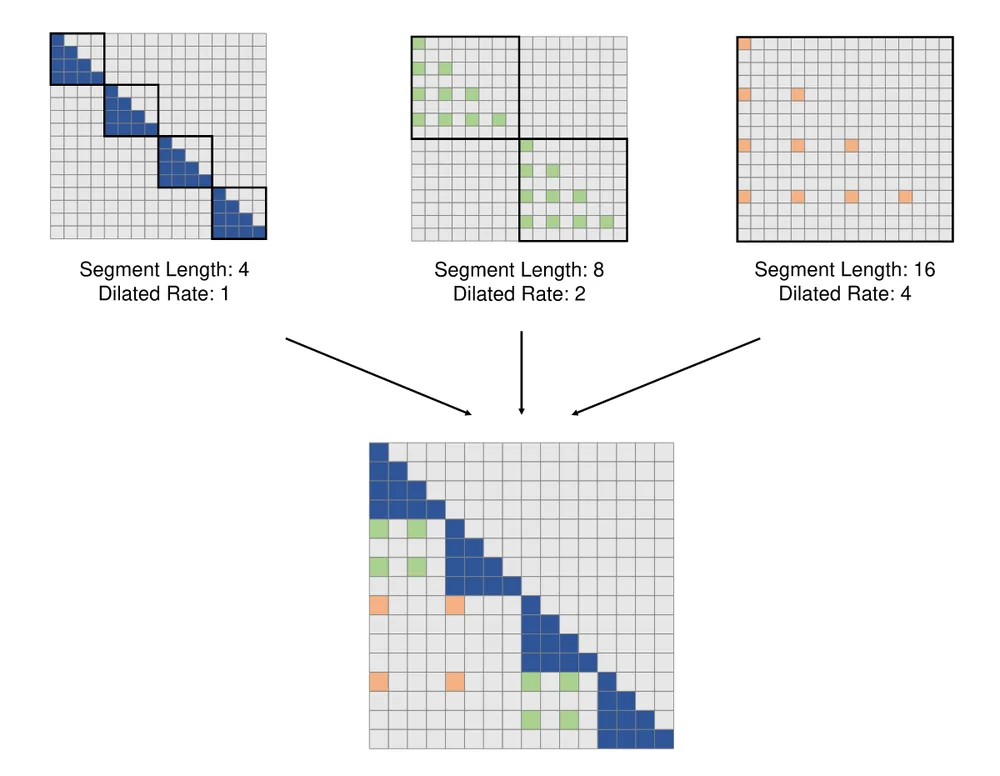 Segment Length: 4
Dilated Rate: 1
Segment Length: 8
Dilated Rate: 2
Segment Length: 16
Dilated Rate: 4